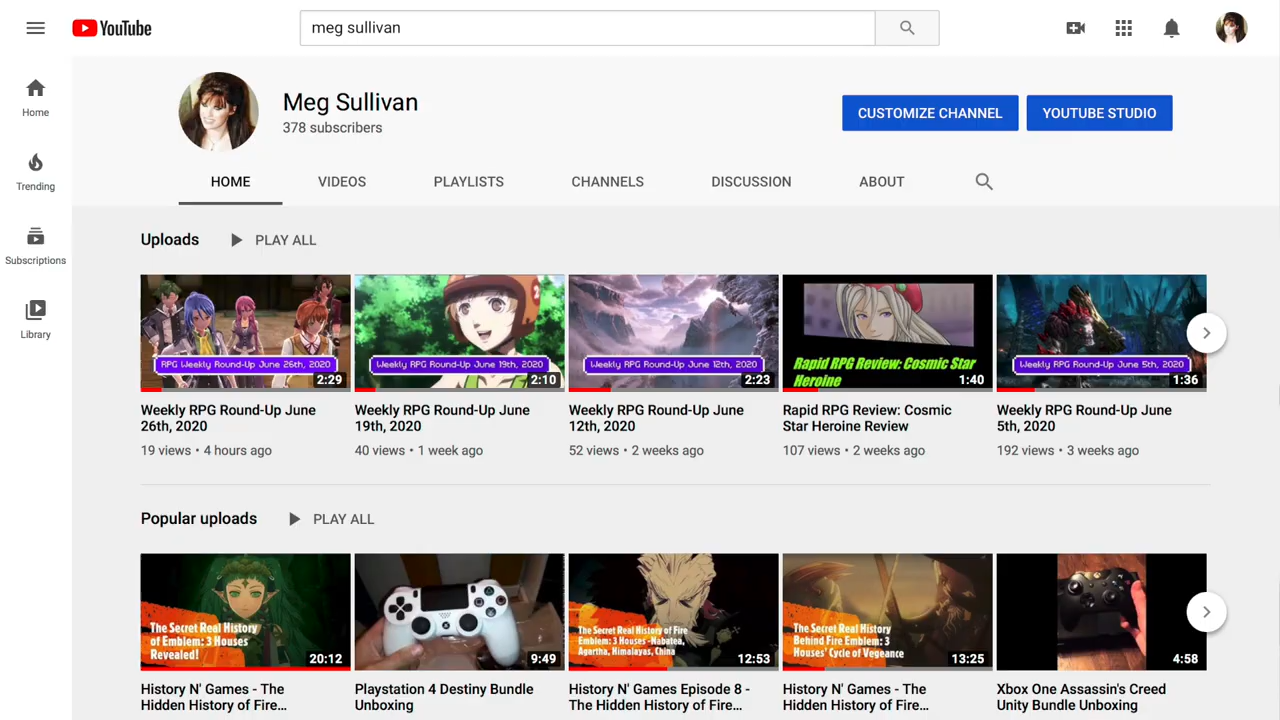 YouTube
meg sullivan
Meg Sullivan
378 subscribers
CUSTOMIZE CHANNEL
YOUTUBE STUDIO
HOME
VIDEOS
PLAYLISTS
CHANNELS
DISCUSSION
ABOUT
Home
Trending
Subscriptions
Library
Uploads
PLAY ALL
RPG Weekly Round-Up June 26th, 2020
2:29
Weekly RPG Round-Up June
26th, 2020
19 views • 4 hours ago
Weekly RPG Round-Up June 19th, 2020
2:10
Weekly RPG Round-Up June
19th, 2020
40 views • 1 week ago
Weekly RPG Round-Up June 12th, 2020
2:23
Weekly RPG Round-Up June
12th, 2020
52 views • 2 weeks ago
Rapid RPG Review: Cosmic Star
Heroine
1:40
Rapid RPG Review: Cosmic
Star Heroine Review
107 views • 2 weeks ago
Weekly RPG Round-Up June 5th, 2020
1:36
Weekly RPG Round-Up June
5th, 2020
192 views • 3 weeks ago
Popular uploads
PLAY ALL
The Secret Real History
of Emblem: 3 Houses
Revealed!
20:12
History N' Games - The
Hidden History of Fire...
9:49
Playstation 4 Destiny Bundle
Unboxing
The Secret Real History of Fire
Emblem: 3 Houses -Nabatea,
Agartha, Himalayas, China
12:53
History N' Games Episode 8 -
The Hidden History of Fire...
The Secret Real History
Behind Fire Emblem: 3
Houses' Cycle of Vegeance
13:25
History N' Games - The
Hidden History of Fire...
4:58
Xbox One Assassin's Creed
Unity Bundle Unboxing